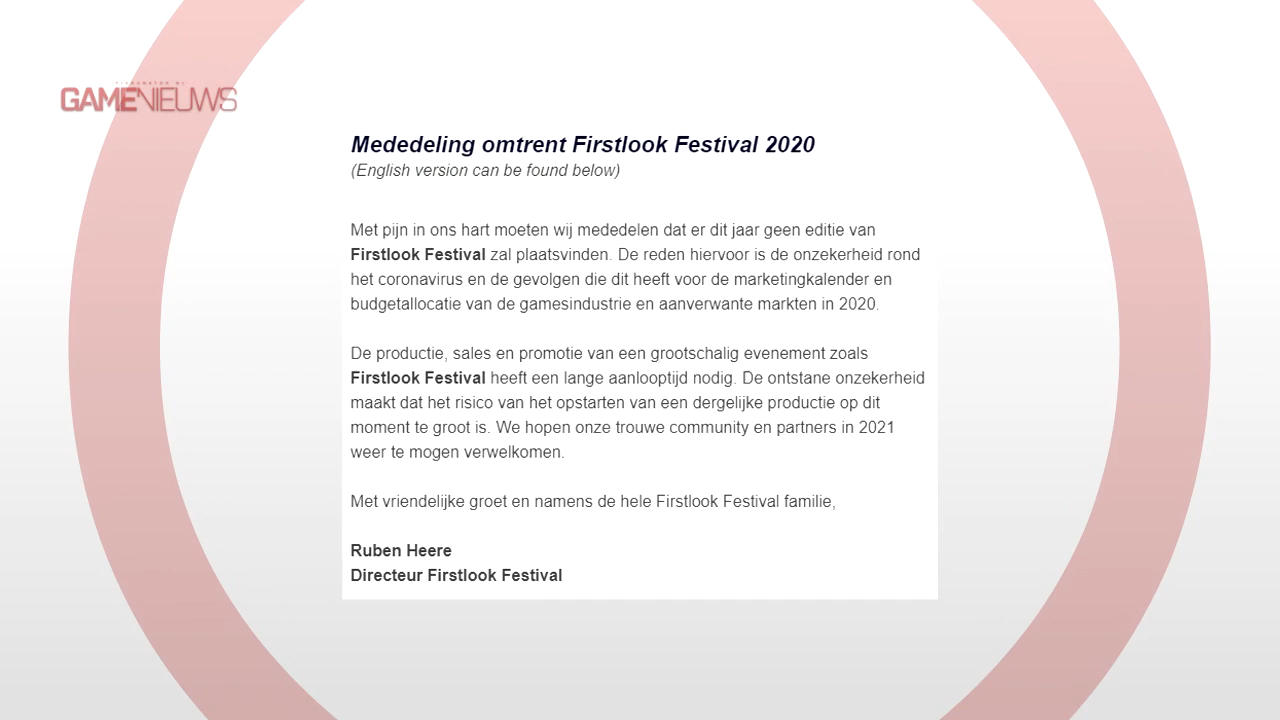 GAMENIEUWS
Mededeling omtrent Firstlook Festival 2020
(English version can be found below)
Met pijn in ons hart moeten wij mededelen dat er dit jaar geen editie van
Firstlook Festival zal plaatsvinden. De reden hiervoor is de onzekerheid rond
het coronavirus en de gevolgen die dit heeft voor de marketingkalender en
budgetallocatie van de gamesindustrie en aanverwante markten in 2020.
De productie, sales en promotie van een grootschalig evenement zoals
Firstlook Festival heeft een lange aanlooptijd nodig. De ontstane onzekerheid
maakt dat het risico van het opstarten van een dergelijke productie op dit
moment te groot is. We hopen onze trouwe community en partners in 2021
weer te mogen verwelkomen.
Met vriendelijke groet en namens de hele Firstlook Festival familie,
Ruben Heere
Directeur Firstlook Festival